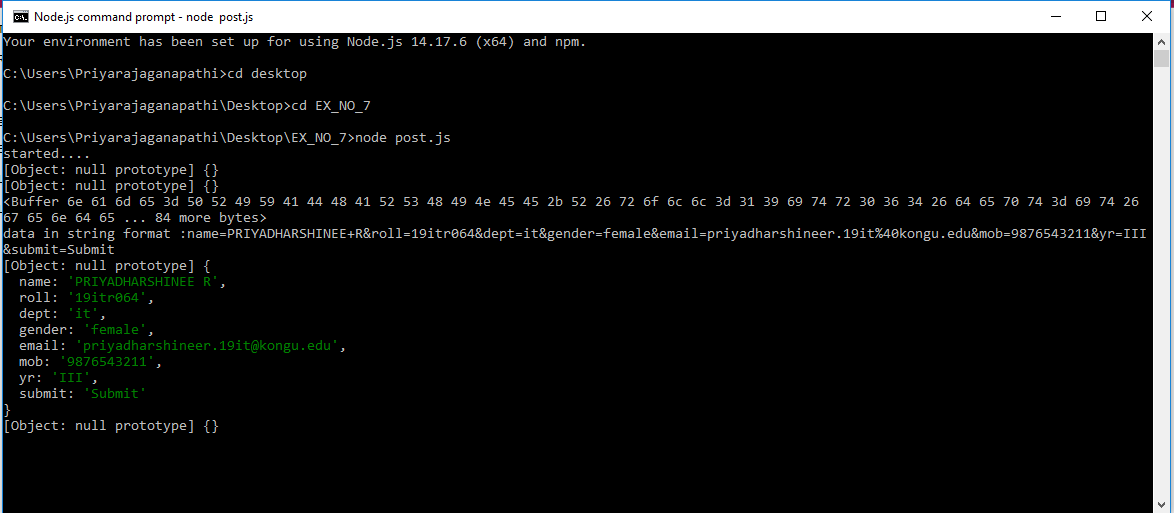 Node.js command prompt - node  post.js
Your environment has been set up for using Node.js 14.17.6 (x64) and npm.
C:\Users\Priyarajaganapathi>cd desktop
C:\Users\Priyarajaganapathi\Desktop>cd EX_NO_7
C:\Users\Priyarajaganapathi\Desktop\EX_NO_7>node post.js
started....
[Object: null prototype] {}
[Object: null prototype] {}
<Buffer 6e 61 6d 65 3d 50 52 49 59 41 44 48 41 52 53 48 49 4e 45 45 2b 52 26 72 6f 6c 6c 3d 31 39 69 74 72 30 36 34 26 64 65 70 74 3d 69 74 26
67 65 6e 64 65 ... 84 more bytes>
data in string format :name=PRIYADHARSHINEE+R&roll=19itr064&dept=it&gender=female&email=priyadharshineer.19it%40kongu.edu&mob=9876543211&yr=III
&submit=Submit
[Object: null prototype] {
  name: 'PRIYADHARSHINEE R',
  roll: '19itr064',
  dept: 'it',
  gender: 'female',
  email: 'priyadharshineer.19it@kongu.edu',
  mob: '9876543211',
  yr: 'III',
  submit: 'Submit'
}
[Object: null prototype] {}